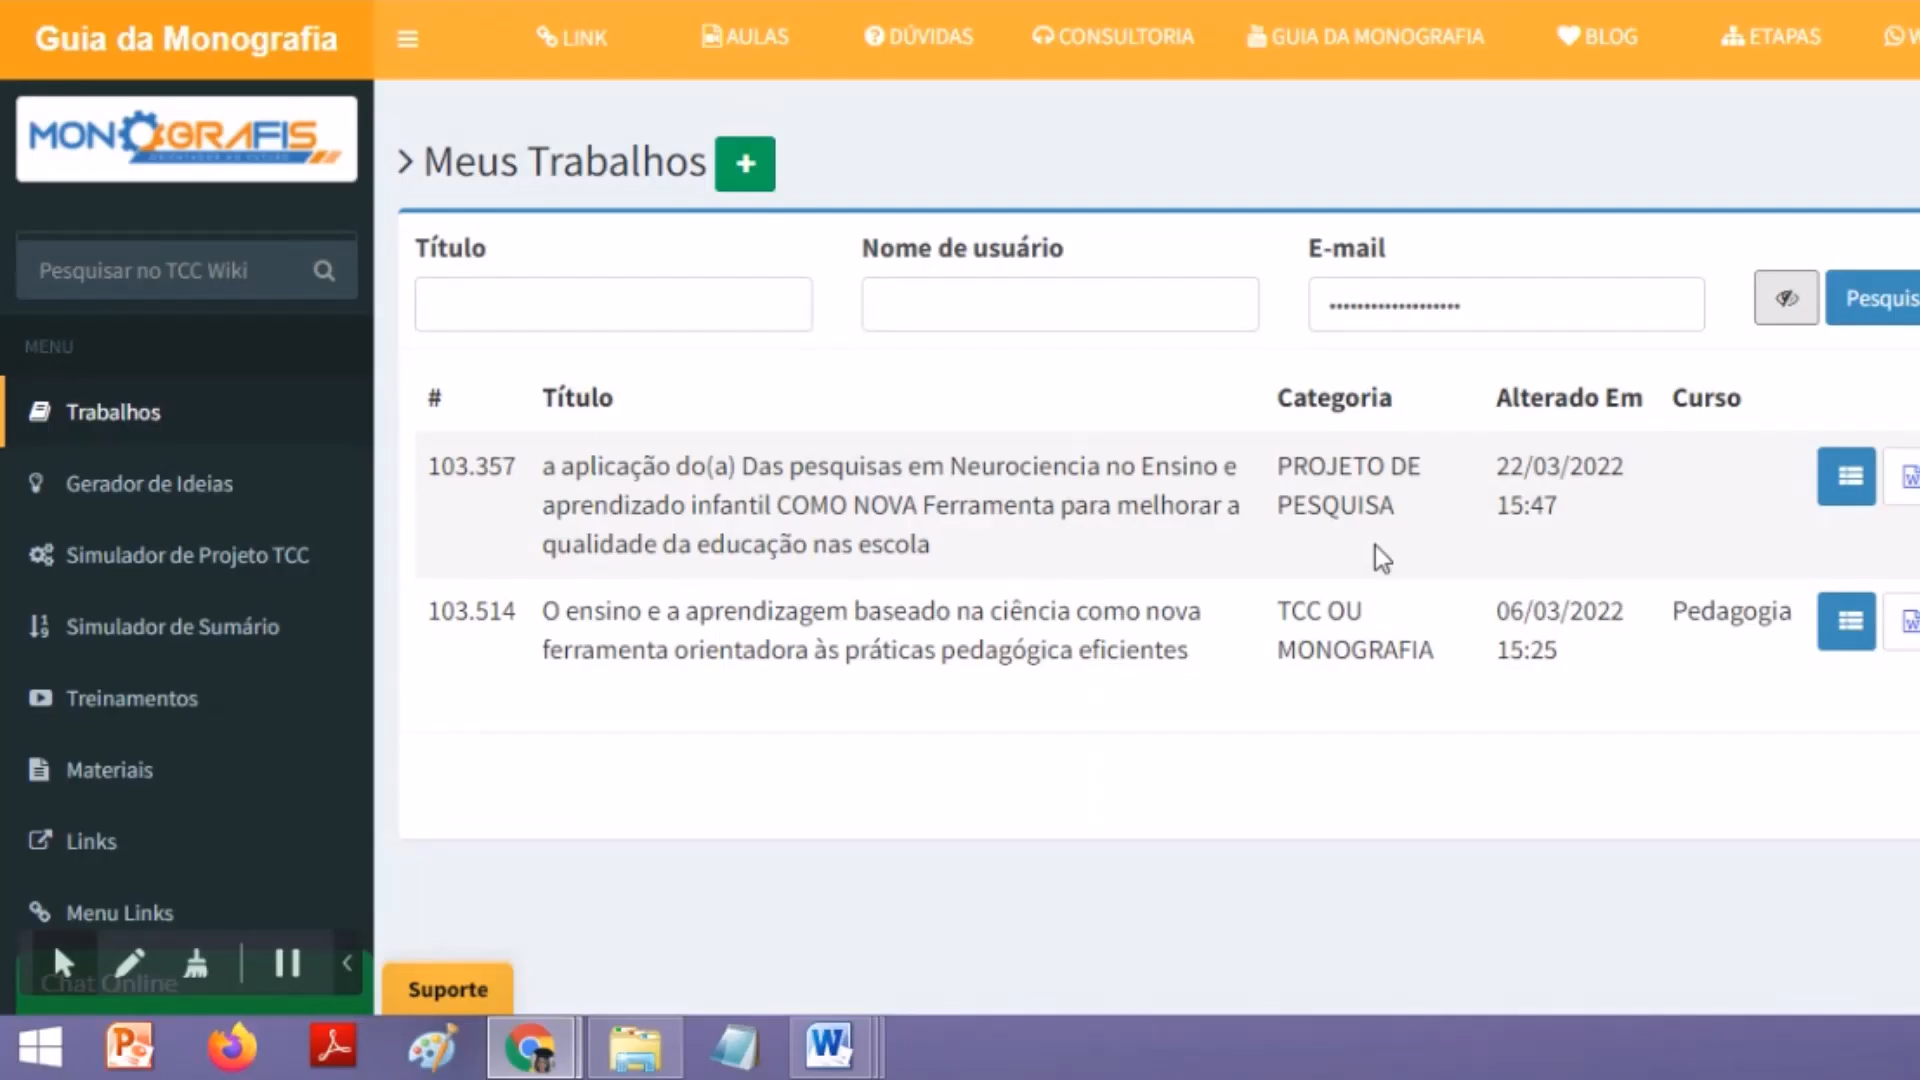 Guia da Monografia
LINK
AULAS
DÚVIDAS
CONSULTORIA
GUIA DA MONOGRAFIA
BLOG
ETAPAS
MONOGRAFIS
Meus Trabalhos
Título
Nome de usuário
E-mail
••••••••••••••••••••
Pesquis
Pesquisar no TCC Wiki
MENU
Trabalhos
Gerador de Ideias
Simulador de Projeto TCC
Simulador de Sumário
Treinamentos
Materiais
Links
Menu Links
Chat Online
# Título Categoria Alterado Em Curso
103.357 a aplicação do(a) Das pesquisas em Neurociencia no Ensino e PROJETO DE 22/03/2022
aprendizado infantil COMO NOVA Ferramenta para melhorar a PESQUISA 15:47
qualidade da educação nas escola
103.514 O ensino e a aprendizagem baseado na ciência como nova TCC OU 06/03/2022 Pedagogia
ferramenta orientadora às práticas pedagógica eficientes MONOGRAFIA 15:25
Suporte